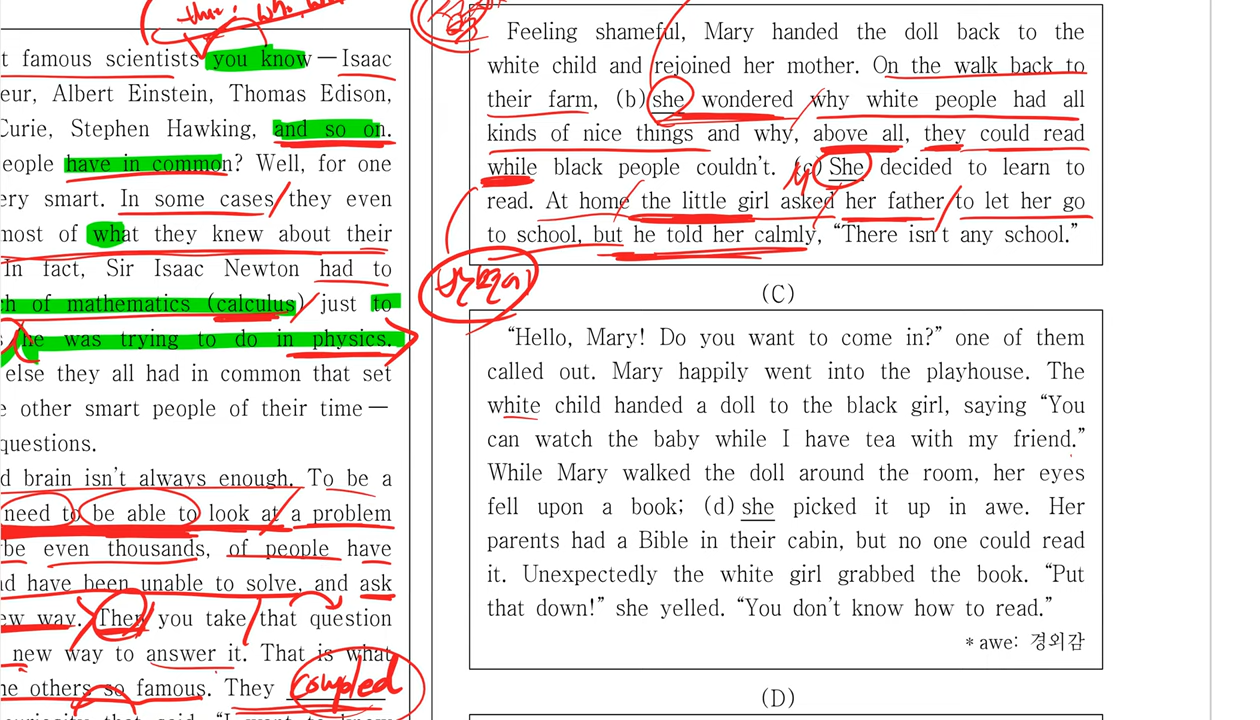 t famous scientists you know — Isaac
eur, Albert Einstein, Thomas Edison,
Curie, Stephen Hawking, and so on.
eople have in common? Well, for one
ery smart. In some cases they even
most of what they knew about their
In fact, Sir Isaac Newton had to
ch of mathematics (calculus) just to
he was trying to do in physics.
else they all had in common that set
e other smart people of their time —
questions.
d brain isn't always enough. To be a
need to be able to look at a problem
be even thousands, of people have
d have been unable to solve, and ask
ew way. Then you take that question
new way to answer it. That is what
he others so famous. They coupled
curiosity that said, "I want to know
Feeling shameful, Mary handed the doll back to the
white child and rejoined her mother. On the walk back to
their farm, (b) she wondered why white people had all
kinds of nice things and why, above all, they could read
while black people couldn't. (c) She decided to learn to
read. At home the little girl asked her father to let her go
to school, but he told her calmly, "There isn't any school."
(C)
"Hello, Mary! Do you want to come in?" one of them
called out. Mary happily went into the playhouse. The
white child handed a doll to the black girl, saying "You
can watch the baby while I have tea with my friend."
While Mary walked the doll around the room, her eyes
fell upon a book; (d) she picked it up in awe. Her
parents had a Bible in their cabin, but no one could read
it. Unexpectedly the white girl grabbed the book. "Put
that down!" she yelled. "You don't know how to read."
* awe: 경외감
(D)